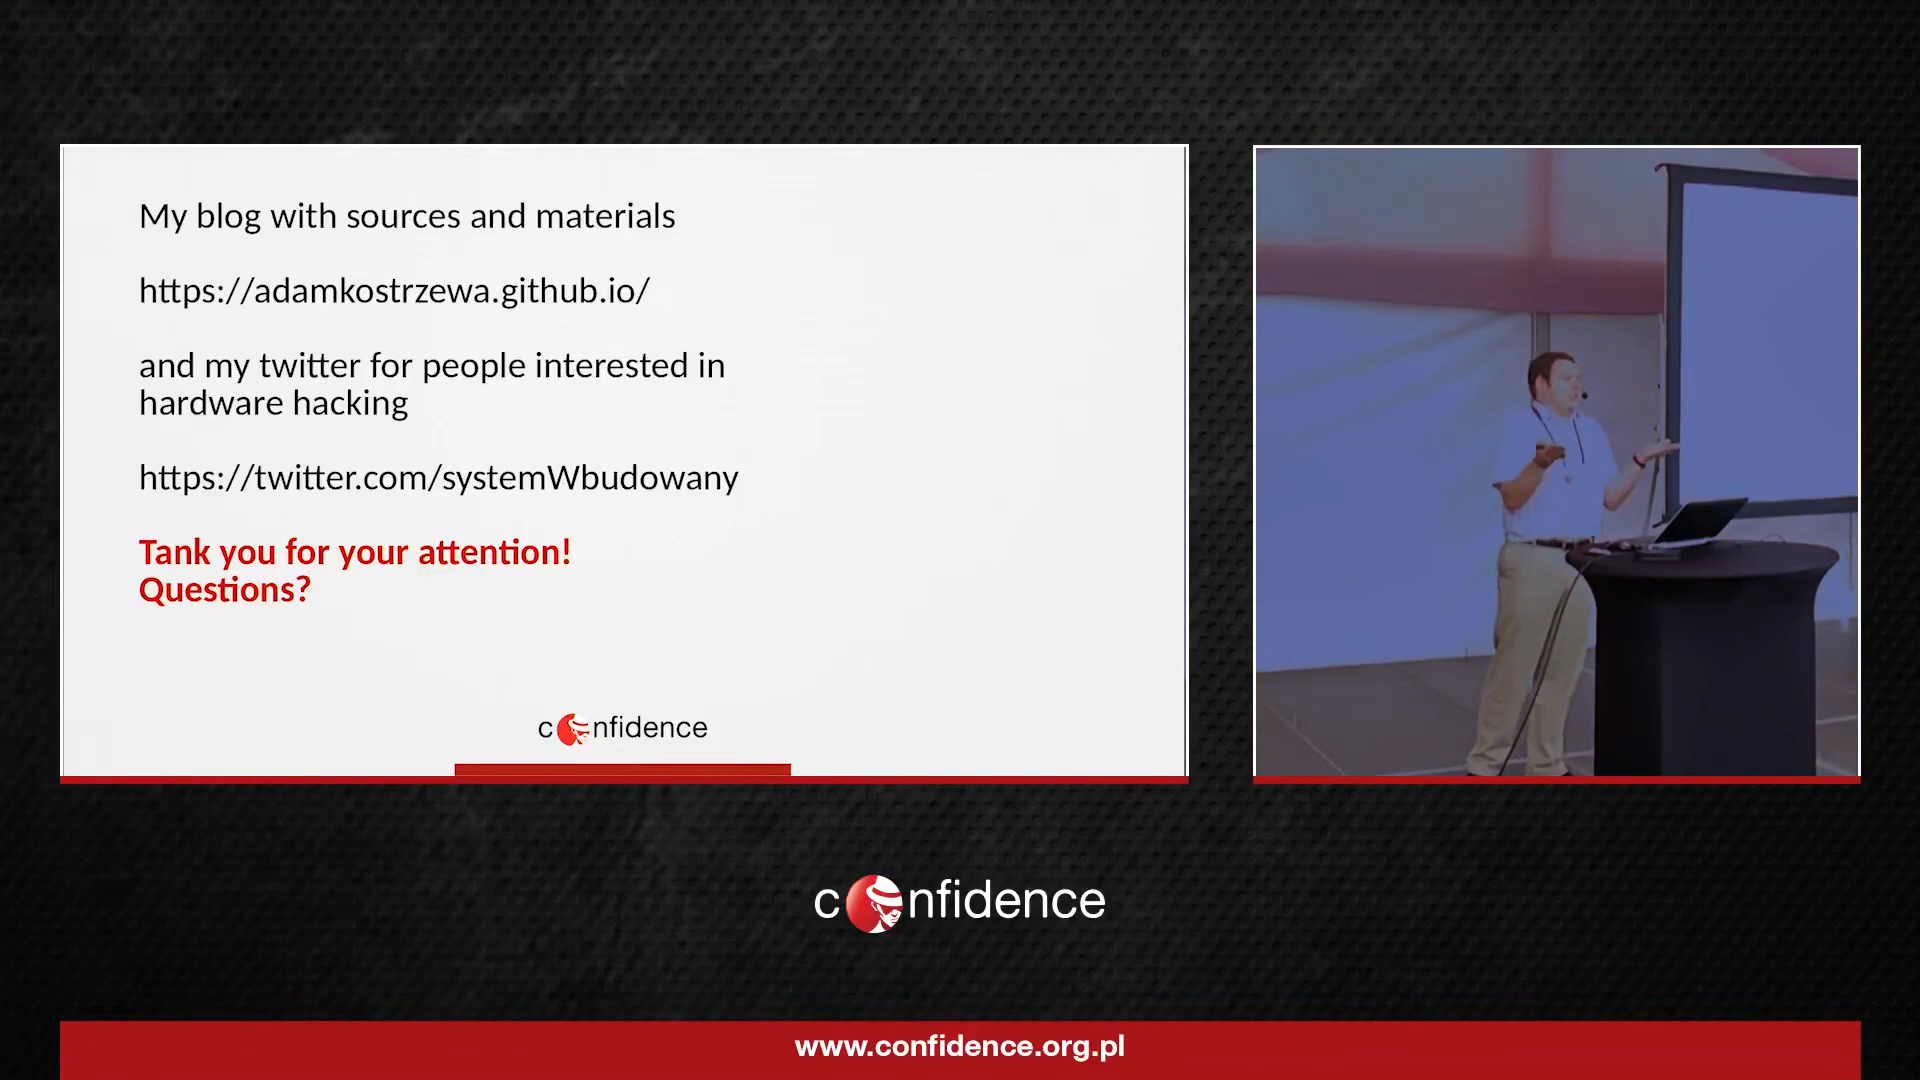 My blog with sources and materials
https://adamkostrzewa.github.io/
and my twitter for people interested in
hardware hacking
https://twitter.com/systemWbudowany
Tank you for your attention!
Questions?
confidence
confidence
www.confidence.org.pl